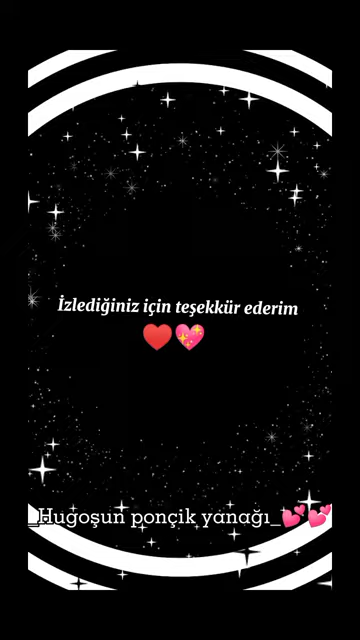 İzlediğiniz için teşekkür ederim
❤️💖
_Hugoşun ponçik yanağı_💕💕